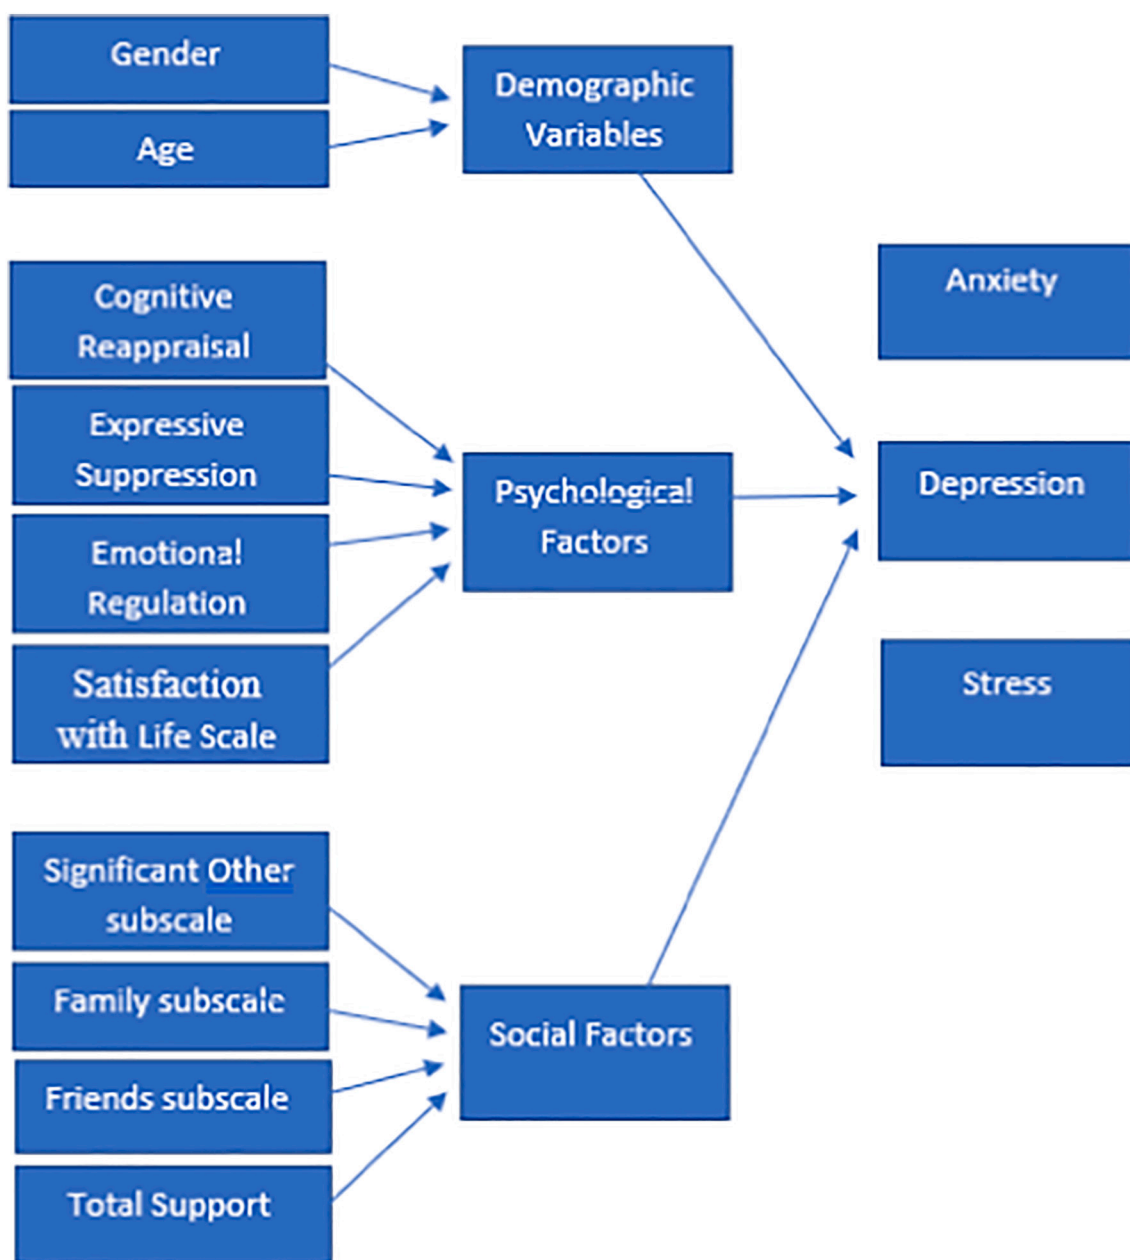 Gender
Age
Demographic
Variables
Cognitive
Reappraisal
Expressive
Suppression
Emotional
Regulation
Satisfaction
with Life Scale
Psychological
Factors
Anxiety
Depression
Stress
Significant Other
subscale
Family subscale
Friends subscale
Total Support
Social Factors